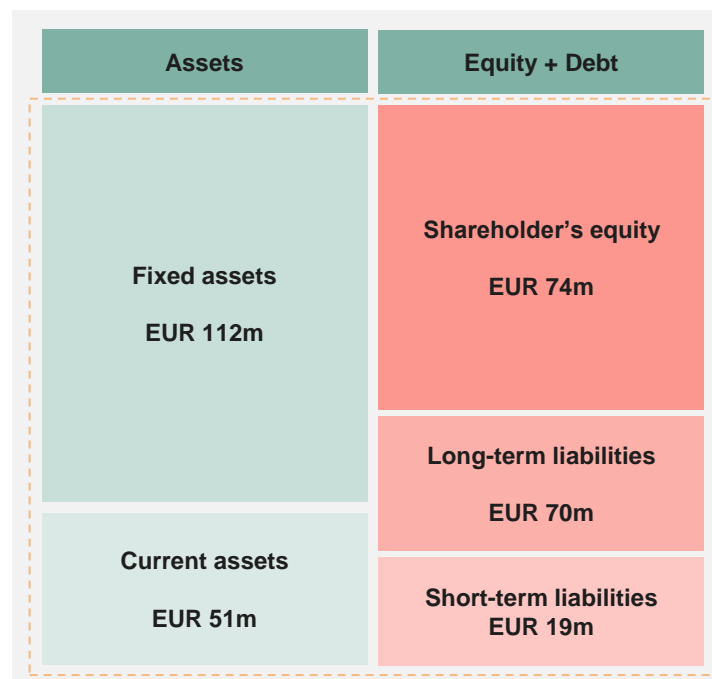 Assets
Equity + Debt
Fixed assets
EUR 112m
Current assets
EUR 51m
Shareholder’s equity
EUR 74m
Long-term liabilities
EUR 70m
Short-term liabilities
EUR 19m